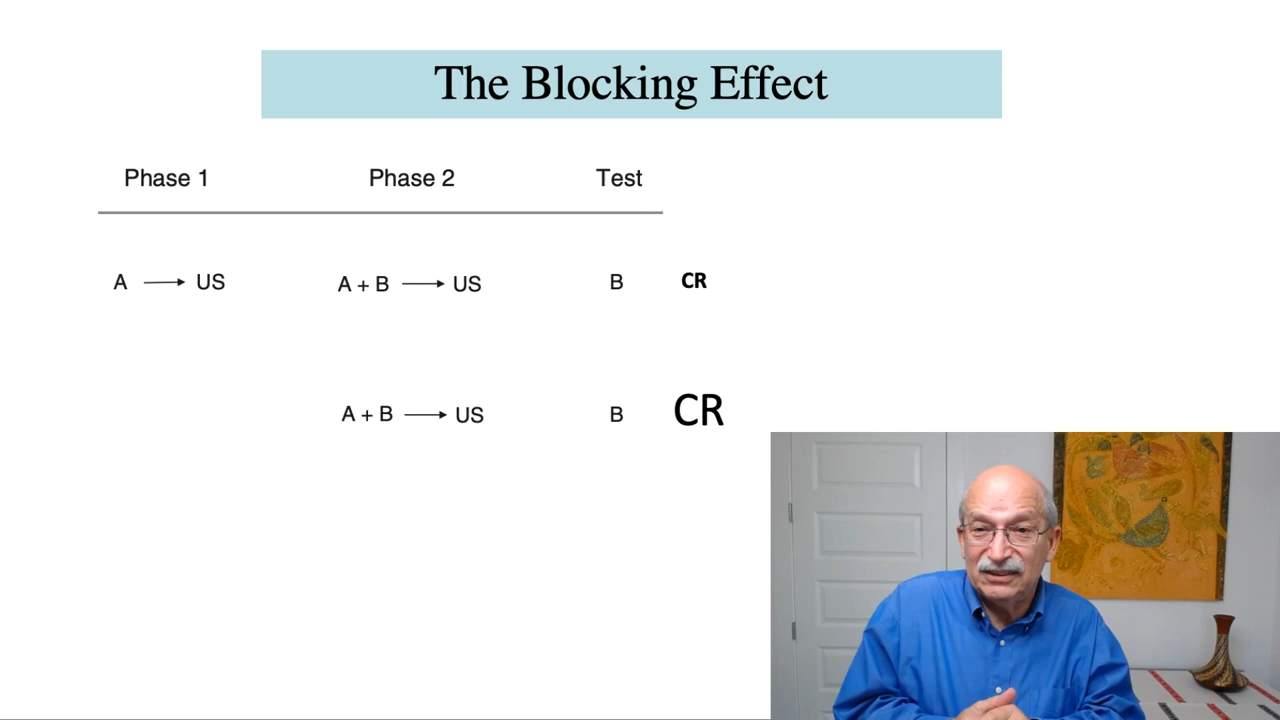 The Blocking Effect
Phase 1 Phase 2 Test
A → US A + B → US B CR
A + B → US B CR